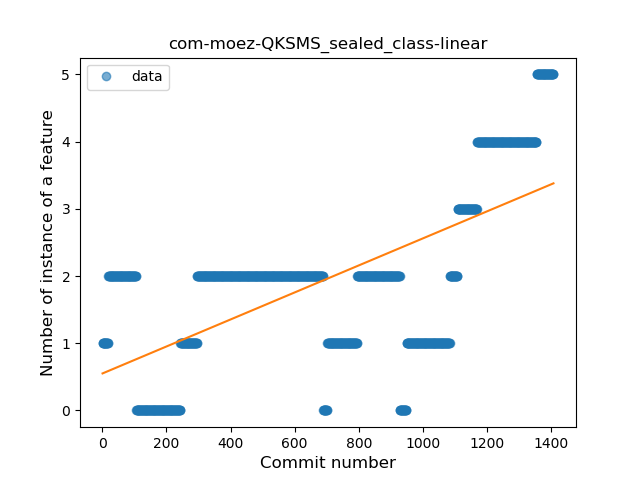 com-moez-QKSMS_sealed_class-linear
data
Number of instance of a feature
5
4
3
2
1
0
0 200 400 600 800 1000 1200 1400
Commit number